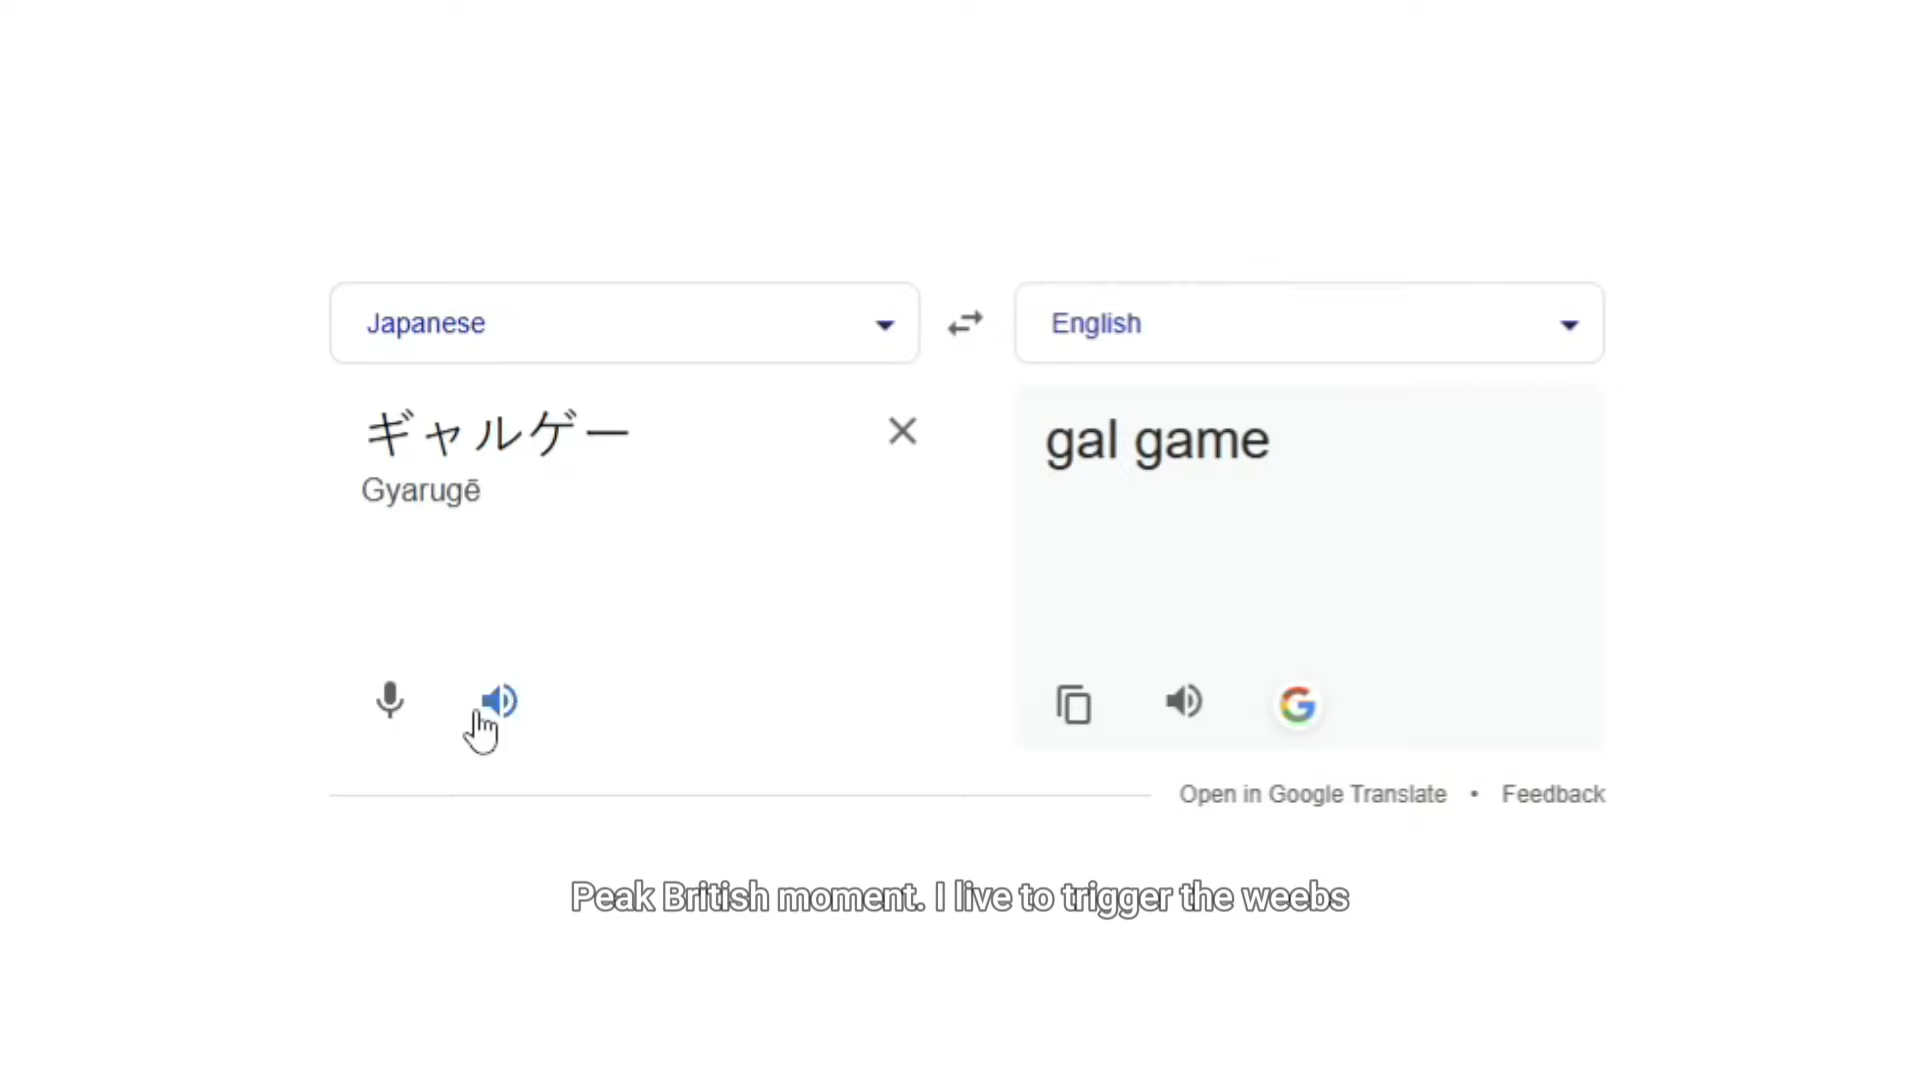 Japanese
English
ギャルゲー
Gyarugē
gal game
Open in Google Translate • Feedback
Peak British moment. I live to trigger the weebs